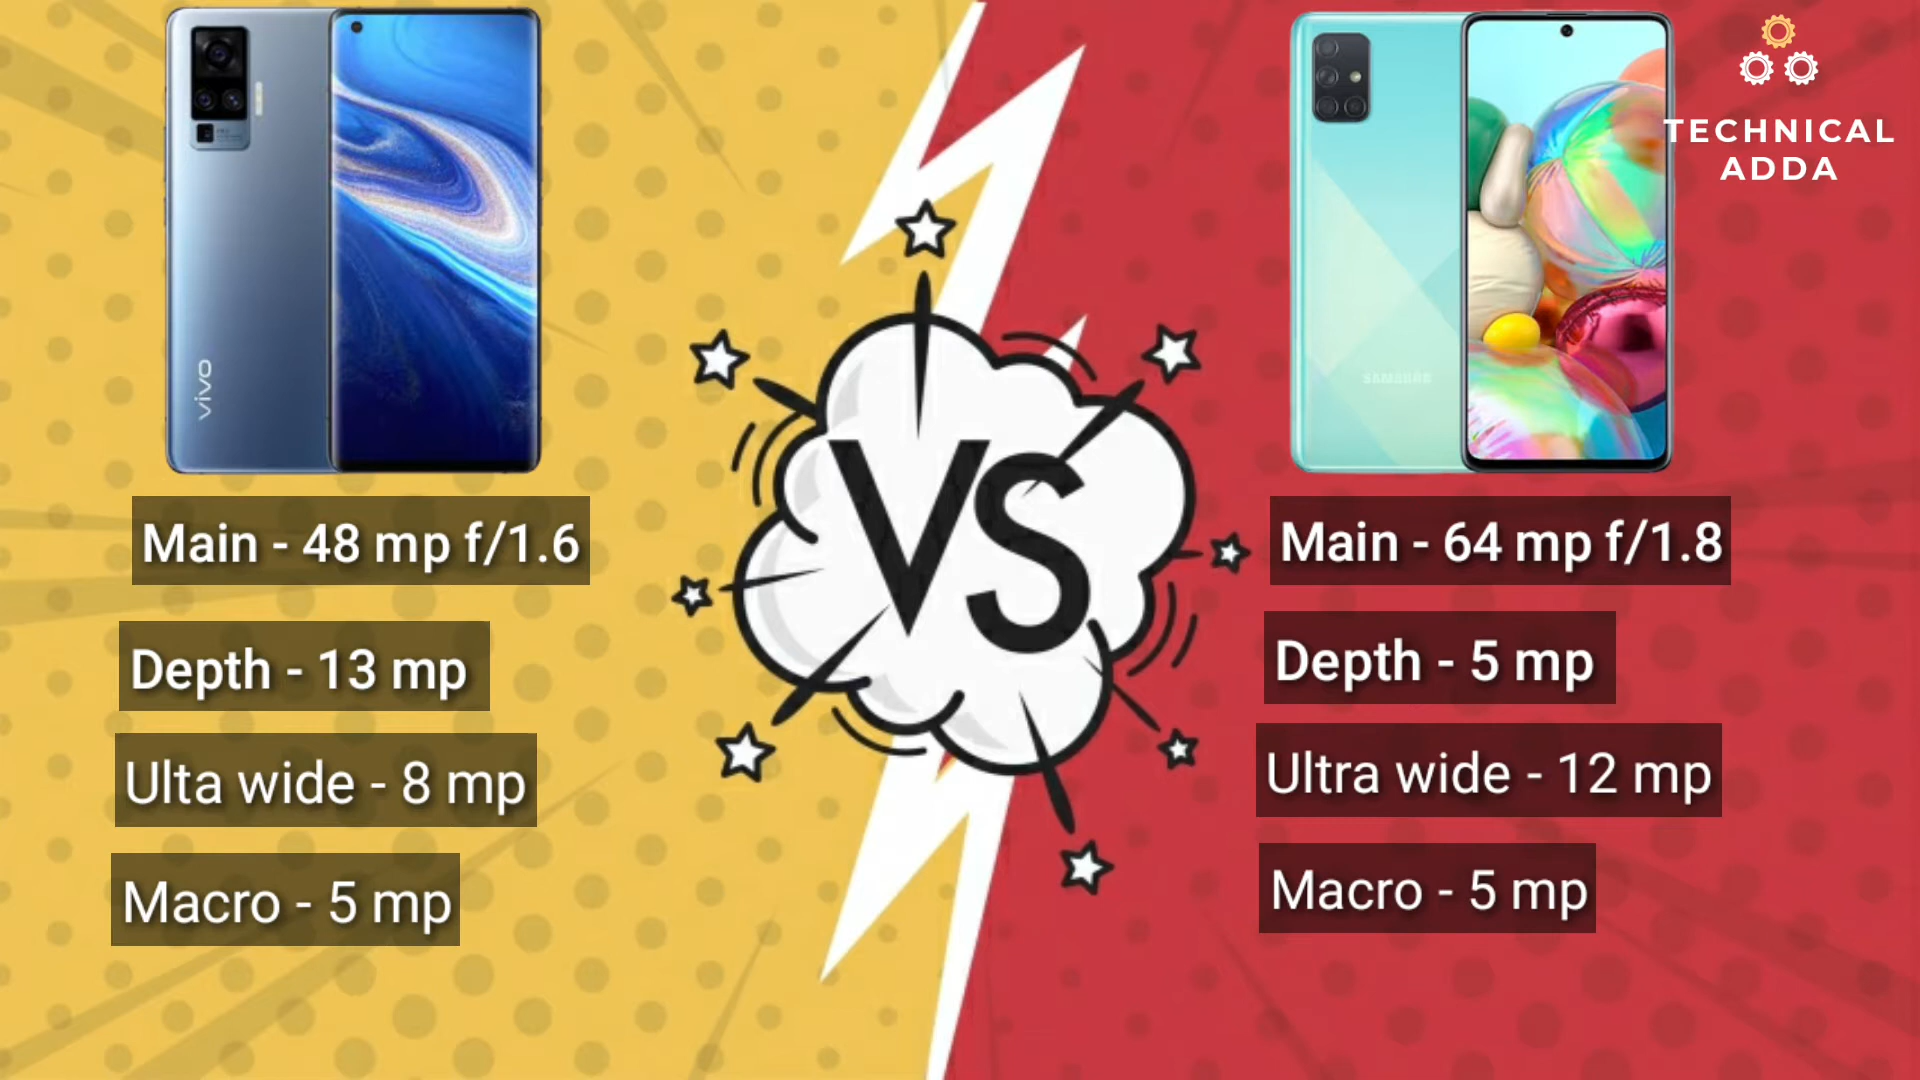 vivo
Main - 48 mp f/1.6
Depth - 13 mp
Ulta wide - 8 mp
Macro - 5 mp
VS
SAMSUNG
TECHNICAL
ADDA
Main - 64 mp f/1.8
Depth - 5 mp
Ultra wide - 12 mp
Macro - 5 mp